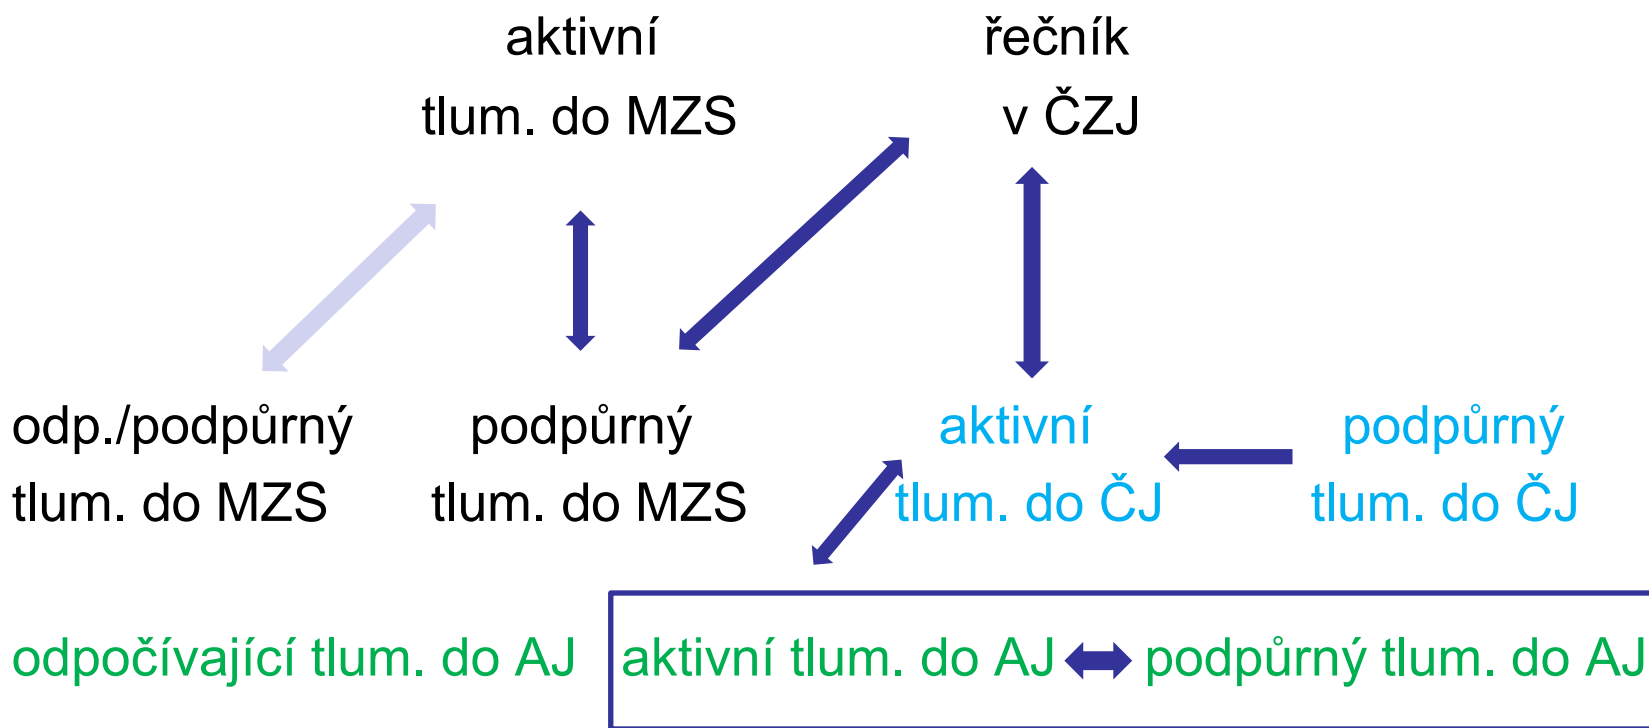 aktivní
tlum. do MZS
řečník
v ČZJ
odp./podpůrný
tlum. do MZS
podpůrný
tlum. do MZS
aktivní
tlum. do ČJ
podpůrný
tlum. do ČJ
odpočívající tlum. do AJ
aktivní tlum. do AJ
podpůrný tlum. do AJ